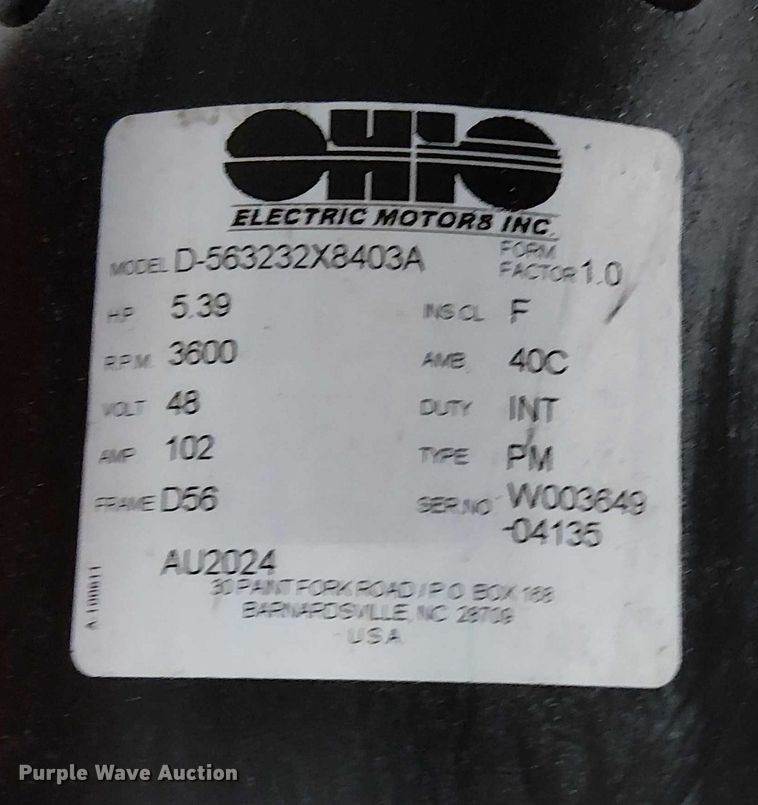 OHIO
ELECTRIC MOTORS INC.
MODEL D-563232X8403A FORM FACTOR 1.0
H.P. 5.39 INS CL F
R.P.M. 3600 AMB. 40C
VOLT 48 DUTY INT
AMP 102 TYPE PM
FRAME D56 SER.NO W003649
-04135
AU2024
30 PAINT FORK ROAD / P.O. BOX 168
BARNARDSVILLE, NC 28709
U.S.A.
A-100811
Purple Wave Auction